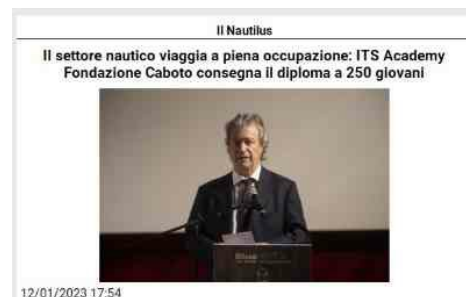 Il Nautilus
Il settore nautico viaggia a piena occupazione: ITS Academy
Fondazione Caboto consegna il diploma a 250 giovani
12/01/2023 17:54